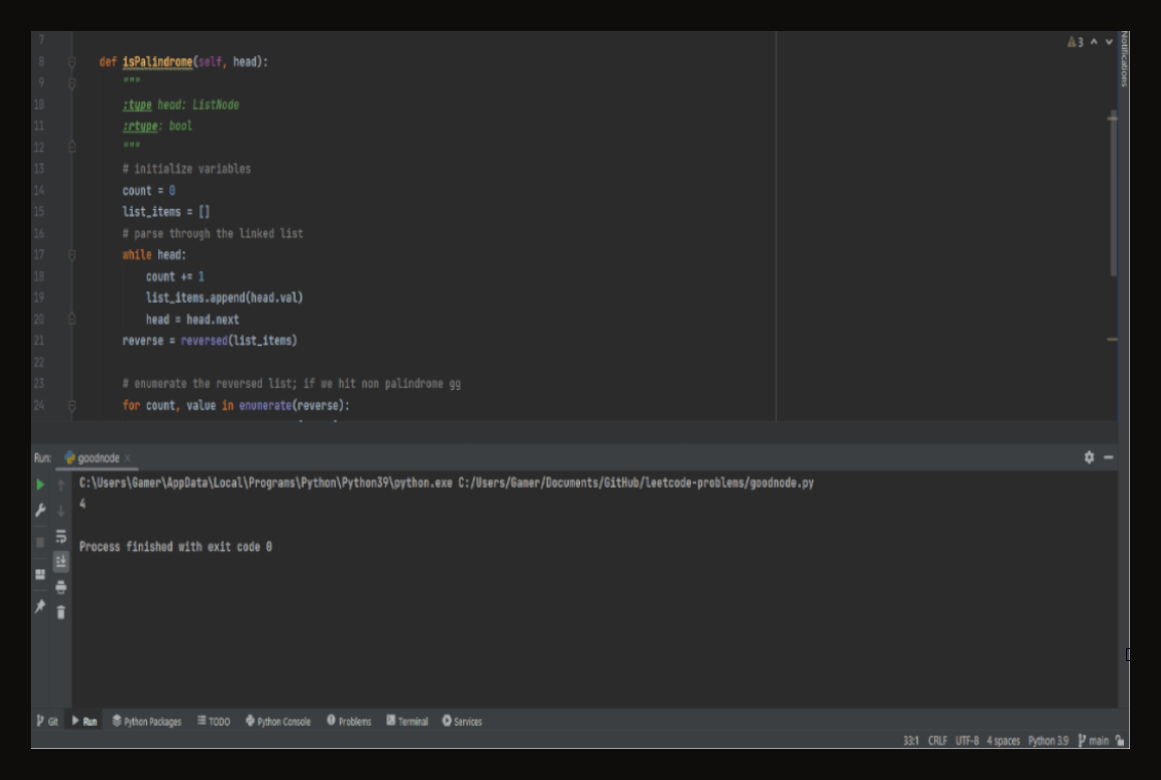 7
3
Notifications
8 def isPalindrome(self, head):
9 """
10 :type head: ListNode
11 :rtype: bool
12 """
13 # initialize variables
14 count = 0
15 list_items = []
16 # parse through the linked list
17 while head:
18 count += 1
19 list_items.append(head.val)
20 head = head.next
21 reverse = reversed(list_items)
22
23 # enumerate the reversed list; if we hit non palindrome gg
24 for count, value in enumerate(reverse):
Run: goodnode ×
C:\Users\Gamer\AppData\Local\Programs\Python\Python39\python.exe C:/Users/Gamer/Documents/GitHub/leetcode-problems/goodnode.py
4
Process finished with exit code 0
Git Run Python Packages TODO Python Console Problems Terminal Services
33:1 CRLF UTF-8 4 spaces Python 3.9 main